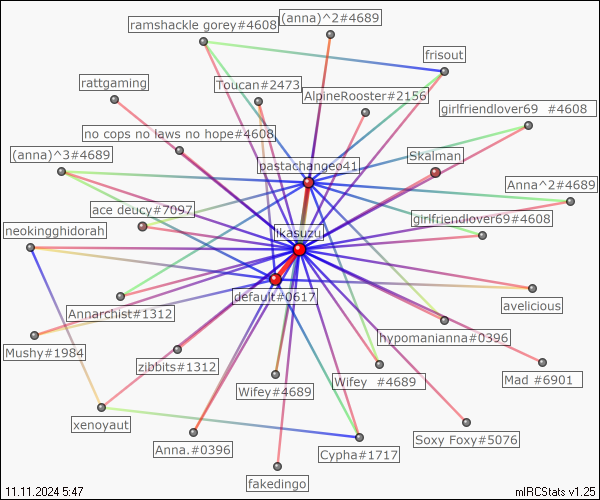 (anna)^2#4689
ramshackle gorey#4608
frisout
rattgaming
Toucan#2473
AlpineRooster#2156
girlfriendlover69 #4608
no cops no laws no hope#4608
(anna)^3#4689
Skalman
pastachangeo41
Anna^2#4689
ace deucy#7097
girlfriendlover69#4608
neokingghidorah
ikasuzu
default#0617
avelicious
Annarchist#1312
hypomanianna#0396
Mushy#1984
zibbits#1312
Mad #6901
Wifey #4689
Wifey#4689
xenoyaut
Soxy Foxy#5076
Anna.#0396
Cypha#1717
fakedingo
11.11.2024 5:47
mIRCStats v1.25